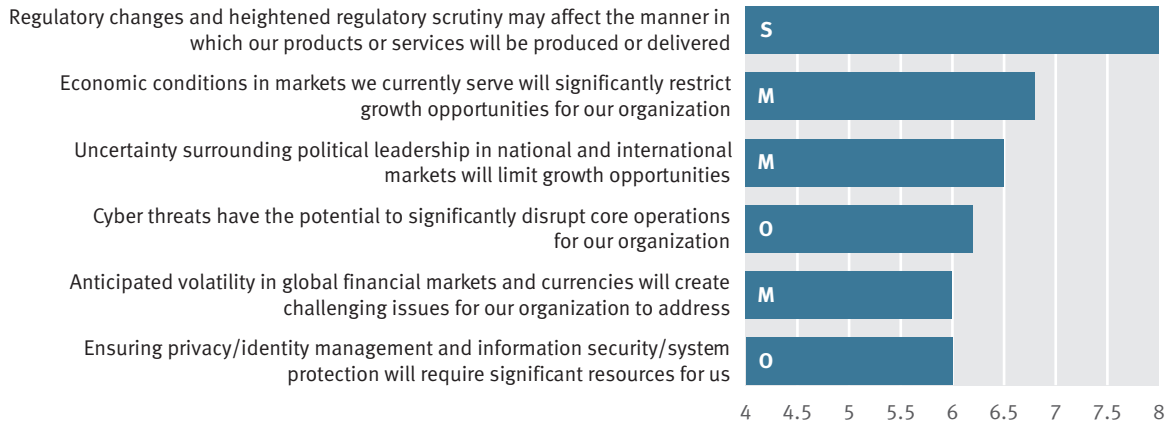 Regulatory changes and heightened regulatory scrutiny may affect the manner in
which our products or services will be produced or delivered
S
Economic conditions in markets we currently serve will significantly restrict
growth opportunities for our organization
M
Uncertainty surrounding political leadership in national and international
markets will limit growth opportunities
M
Cyber threats have the potential to significantly disrupt core operations
for our organization
O
Anticipated volatility in global financial markets and currencies will create
challenging issues for our organization to address
M
Ensuring privacy/identity management and information security/system
protection will require significant resources for us
O
4 4.5 5 5.5 6 6.5 7 7.5 8